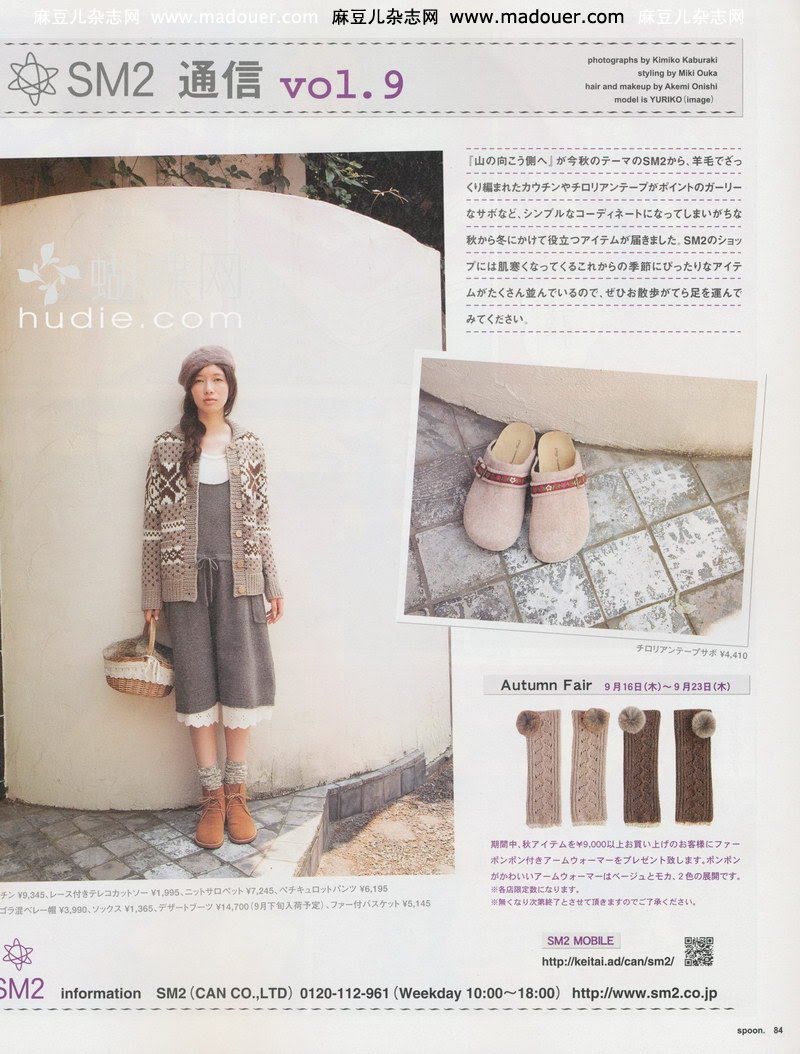 麻豆儿杂志网 www.madouer.com 麻豆儿杂志网 www.madouer.com 麻豆儿杂志网
SM2 通信 vol.9
photographs by Kimiko Kaburaki
styling by Miki Ouka
hair and makeup by Akemi Onishi
model is YURIKO (image)
『山の向こう側へ』が今秋のテーマのSM2から、羊毛でざっ
くり編まれたカウチンやチロリアンテープがポイントのガーリー
なサボなど、シンプルなコーディネートになってしまいがちな
秋から冬にかけて役立つアイテムが届きました。SM2のショッ
プには肌寒くなってくるこれからの季節にぴったりなアイテ
ムがたくさん並んでいるので、ぜひお散歩がてら足を運んで
みてください。
hudie.com
チロリアンテープサボ ¥4,410
Autumn Fair 9月16日(木)〜9月23日(木)
期間中、秋アイテムを¥9,000以上お買い上げのお客様にファー
ポンポン付きアームウォーマーをプレゼント致します。ポンポン
がかわいいアームウォーマーはベージュとモカ、2色の展開です。
※各店限定数になります。
※無くなり次第終了とさせて頂きますのでご了承ください。
チン ¥9,345、レース付きテレコカットソー ¥1,995、ニットサロペット ¥7,245、ペチキュロットパンツ ¥6,195
ゴラ混ベレー帽 ¥3,990、ソックス ¥1,365、デザートブーツ ¥14,700(9月下旬入荷予定)、ファー付バスケット ¥5,145
SM2 MOBILE
http://keitai.ad/can/sm2/
SM2 information SM2(CAN CO.,LTD) 0120-112-961(Weekday 10:00〜18:00) http://www.sm2.co.jp
spoon. 84